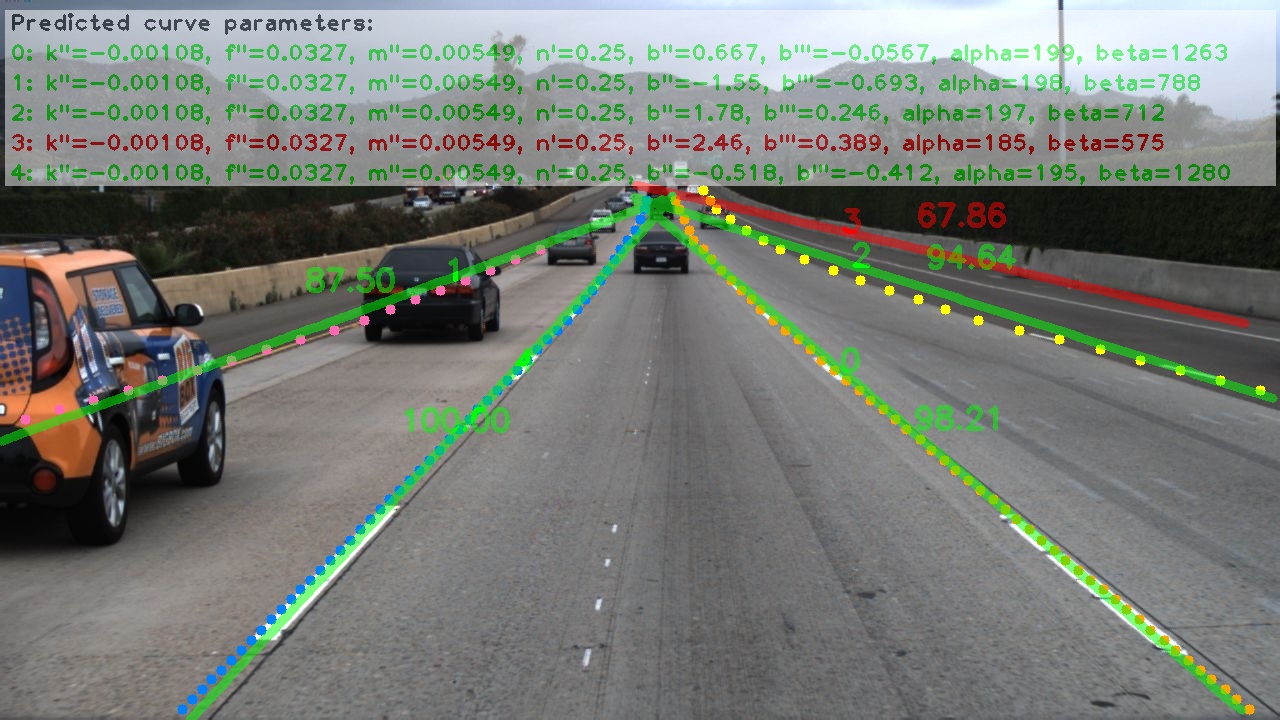 Predicted curve parameters:
0: k''=-0.00108, f''=0.0327, m''=0.00549, n'=0.25, b''=0.667, b'''=-0.0567, alpha=199, beta=1263
1: k''=-0.00108, f''=0.0327, m''=0.00549, n'=0.25, b''=-1.55, b'''=-0.693, alpha=198, beta=788
2: k''=-0.00108, f''=0.0327, m''=0.00549, n'=0.25, b''=1.78, b'''=0.246, alpha=197, beta=712
3: k''=-0.00108, f''=0.0327, m''=0.00549, n'=0.25, b''=2.46, b'''=0.389, alpha=185, beta=575
4: k''=-0.00108, f''=0.0327, m''=0.00549, n'=0.25, b''=-0.518, b'''=-0.412, alpha=195, beta=1280
3 67.86
2 94.64
87.50 1
0
100.00
98.21